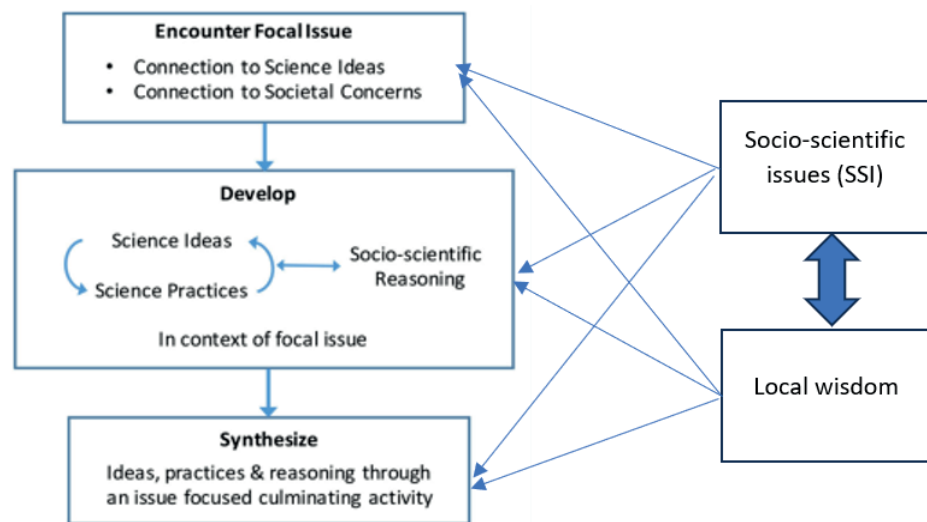 Encounter Focal Issue
• Connection to Science Ideas
• Connection to Societal Concerns
Develop
Science Ideas
Science Practices
Socio-scientific
Reasoning
In context of focal issue
Synthesize
Ideas, practices & reasoning through
an issue focused culminating activity
Socio-scientific
issues (SSI)
Local wisdom